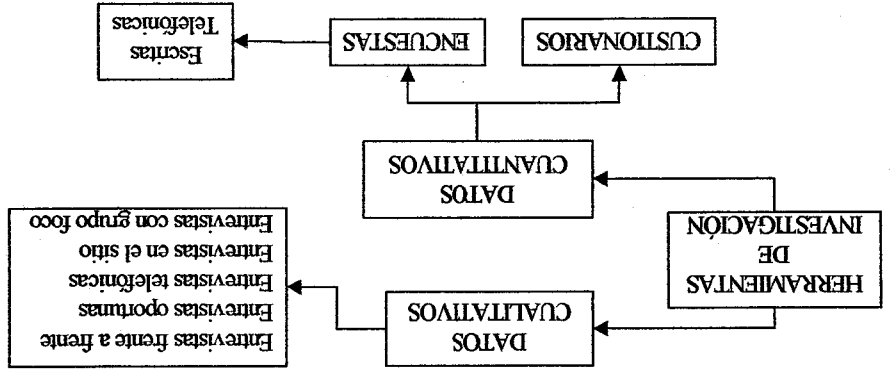 HERRAMIENTAS
DE
INVESTIGACIÓN
DATOS
CUALITATIVOS
Entrevistas frente a frente
Entrevistas oportunas
Entrevistas telefónicas
Entrevistas en el sitio
Entrevistas con grupo foco
DATOS
CUANTITATIVOS
CUSTIONARIOS
ENCUESTAS
Escritas
Telefónicas